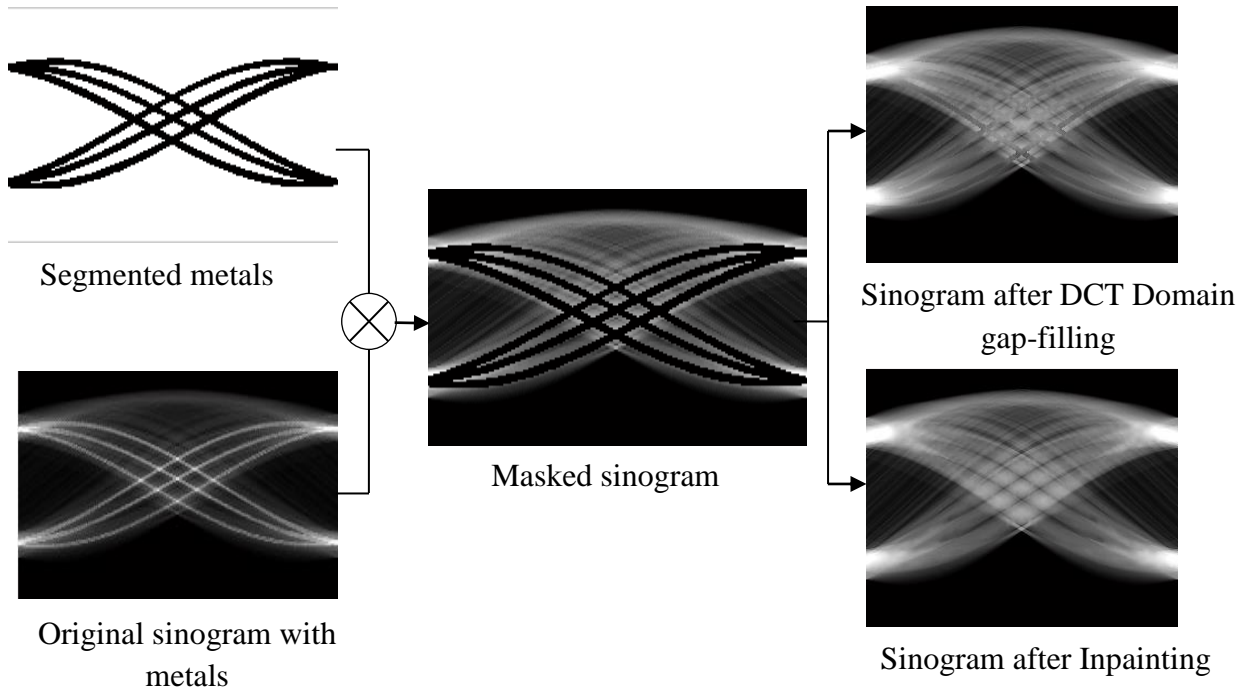 Segmented metals
Original sinogram with
metals
Masked sinogram
Sinogram after DCT Domain
gap-filling
Sinogram after Inpainting